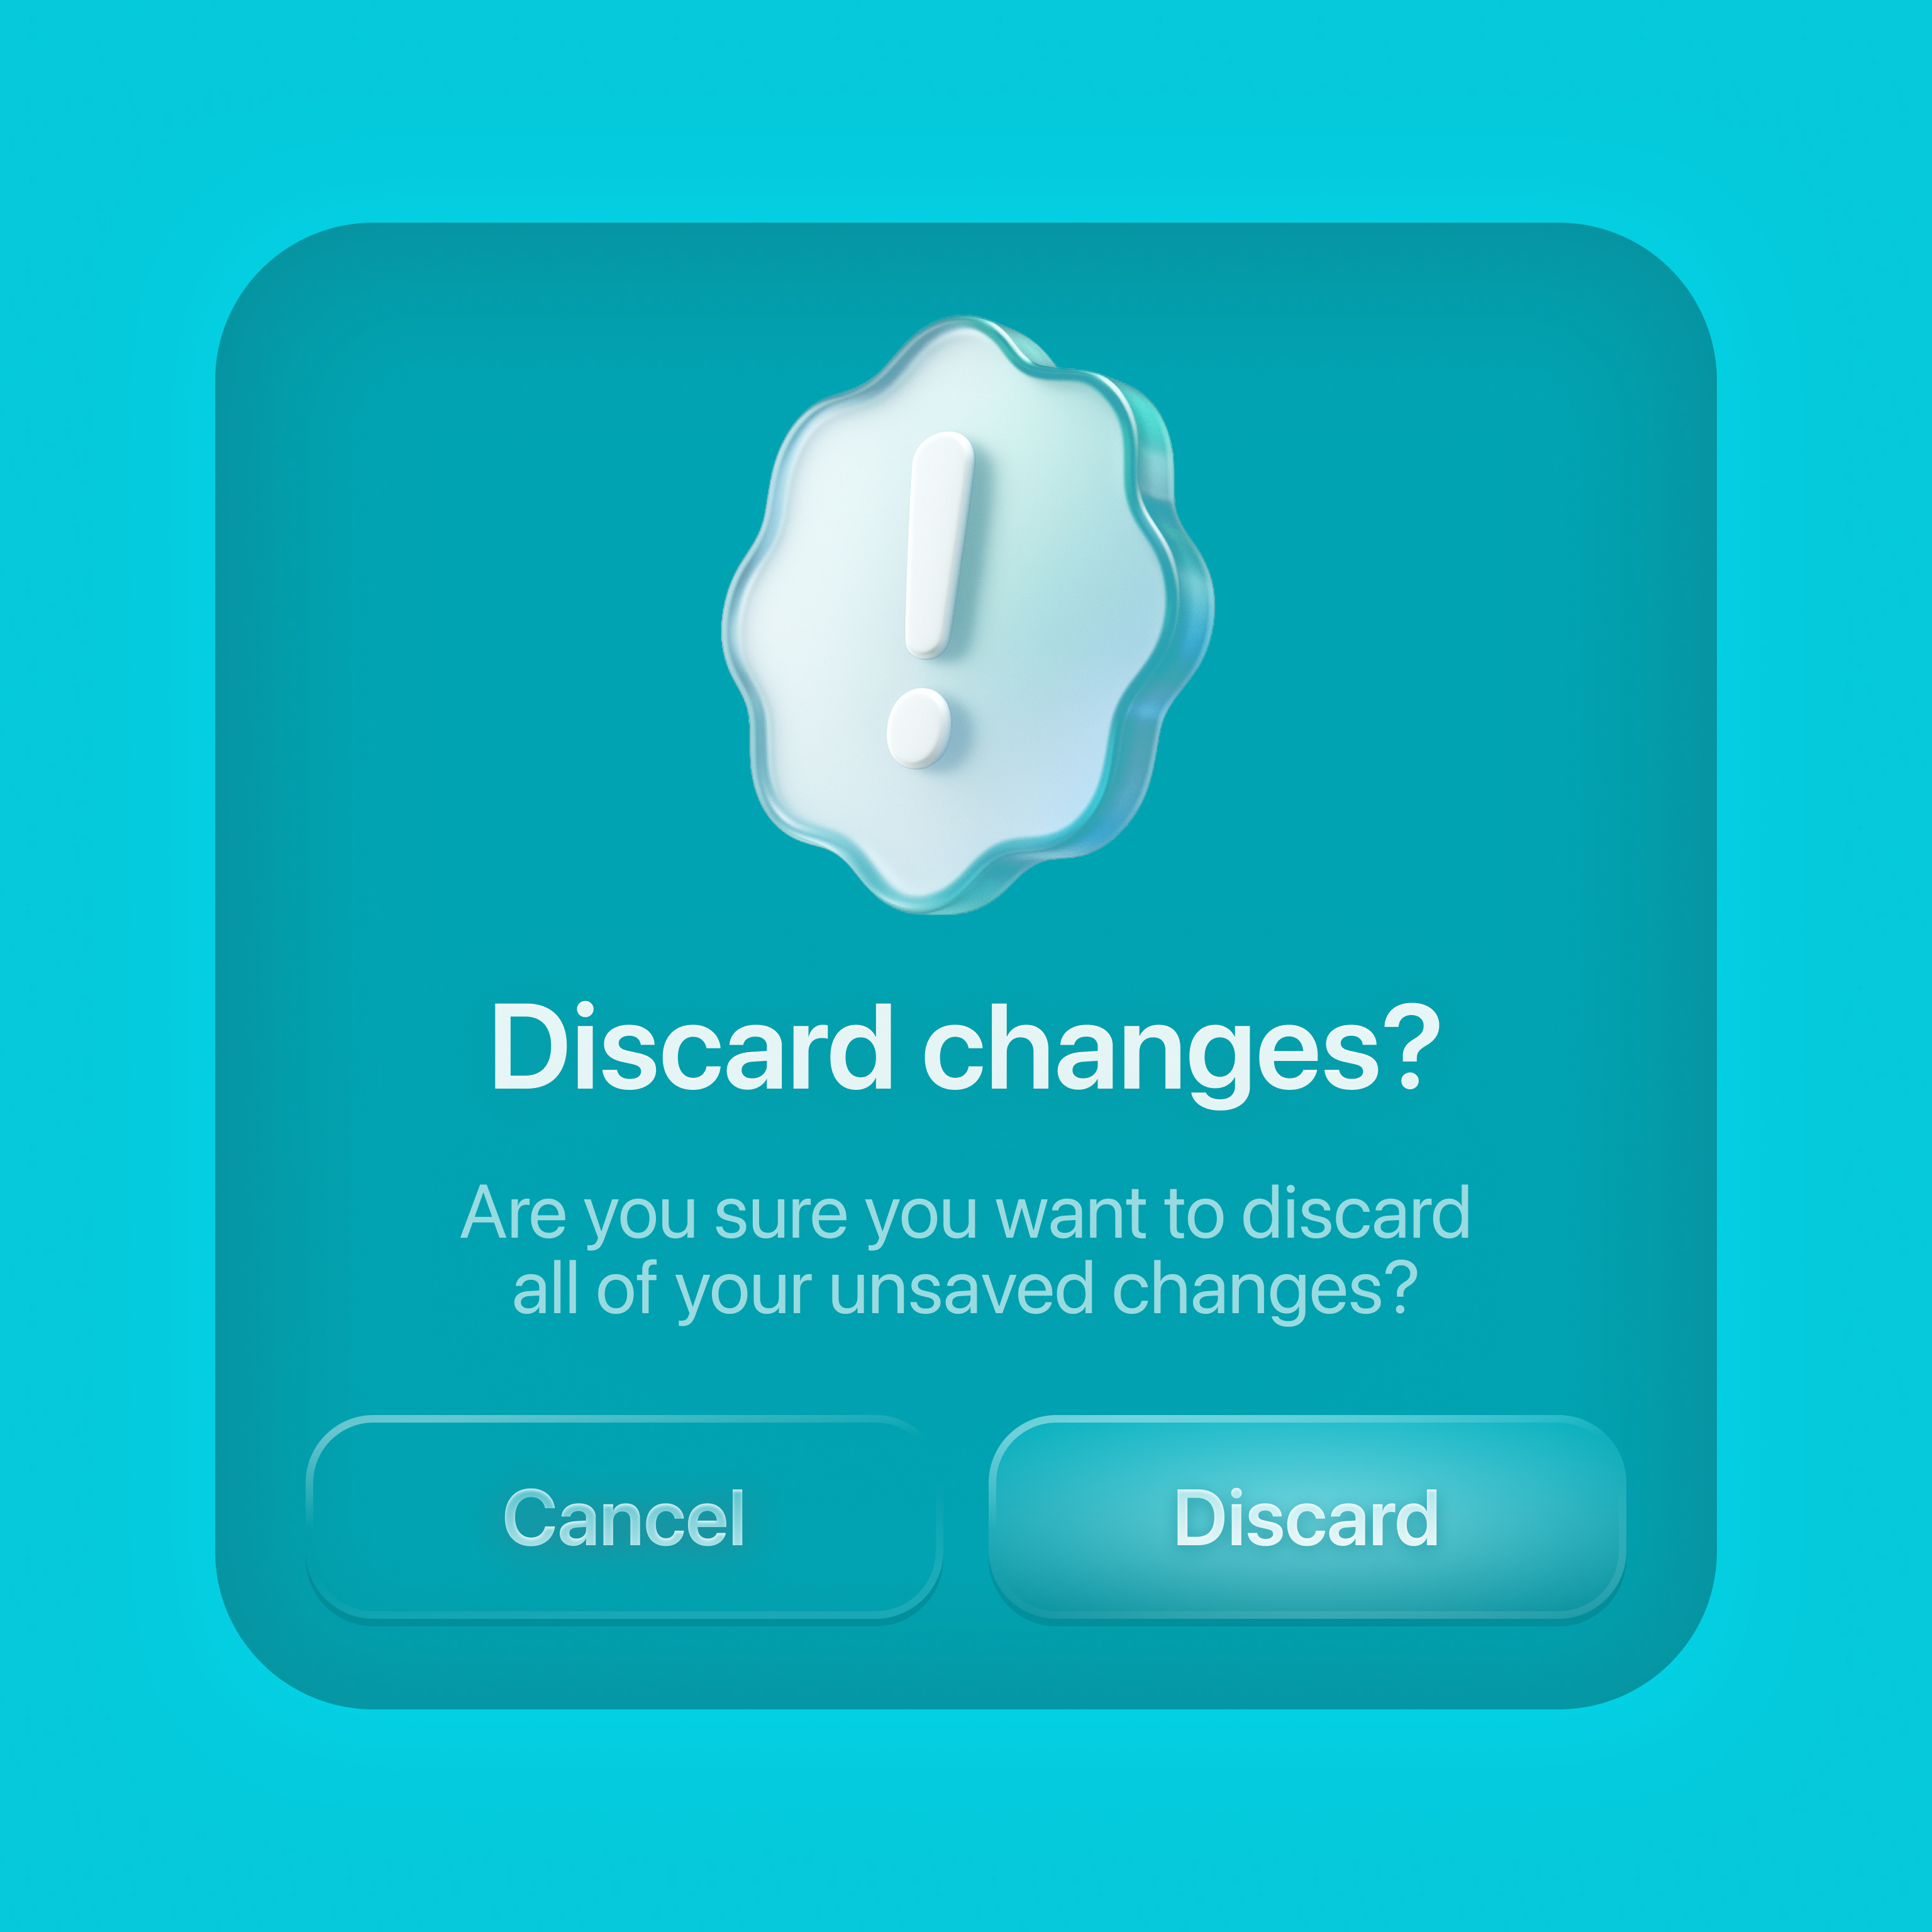 Discard changes?
Are you sure you want to discard
all of your unsaved changes?
Cancel
Discard